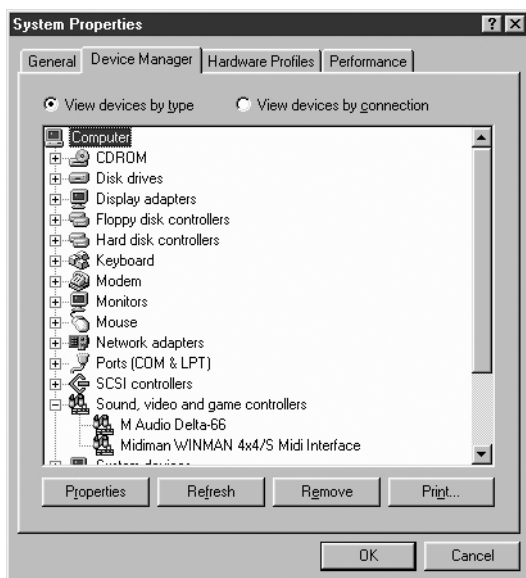 System Properties
General Device Manager Hardware Profiles Performance
View devices by type View devices by connection
Computer
CDROM
Disk drives
Display adapters
Floppy disk controllers
Hard disk controllers
Keyboard
Modem
Monitors
Mouse
Network adapters
Ports (COM & LPT)
SCSI controllers
Sound, video and game controllers
M Audio Delta-66
Midiman WINMAN 4x4/S Midi Interface
System devices
Properties Refresh Remove Print...
OK Cancel